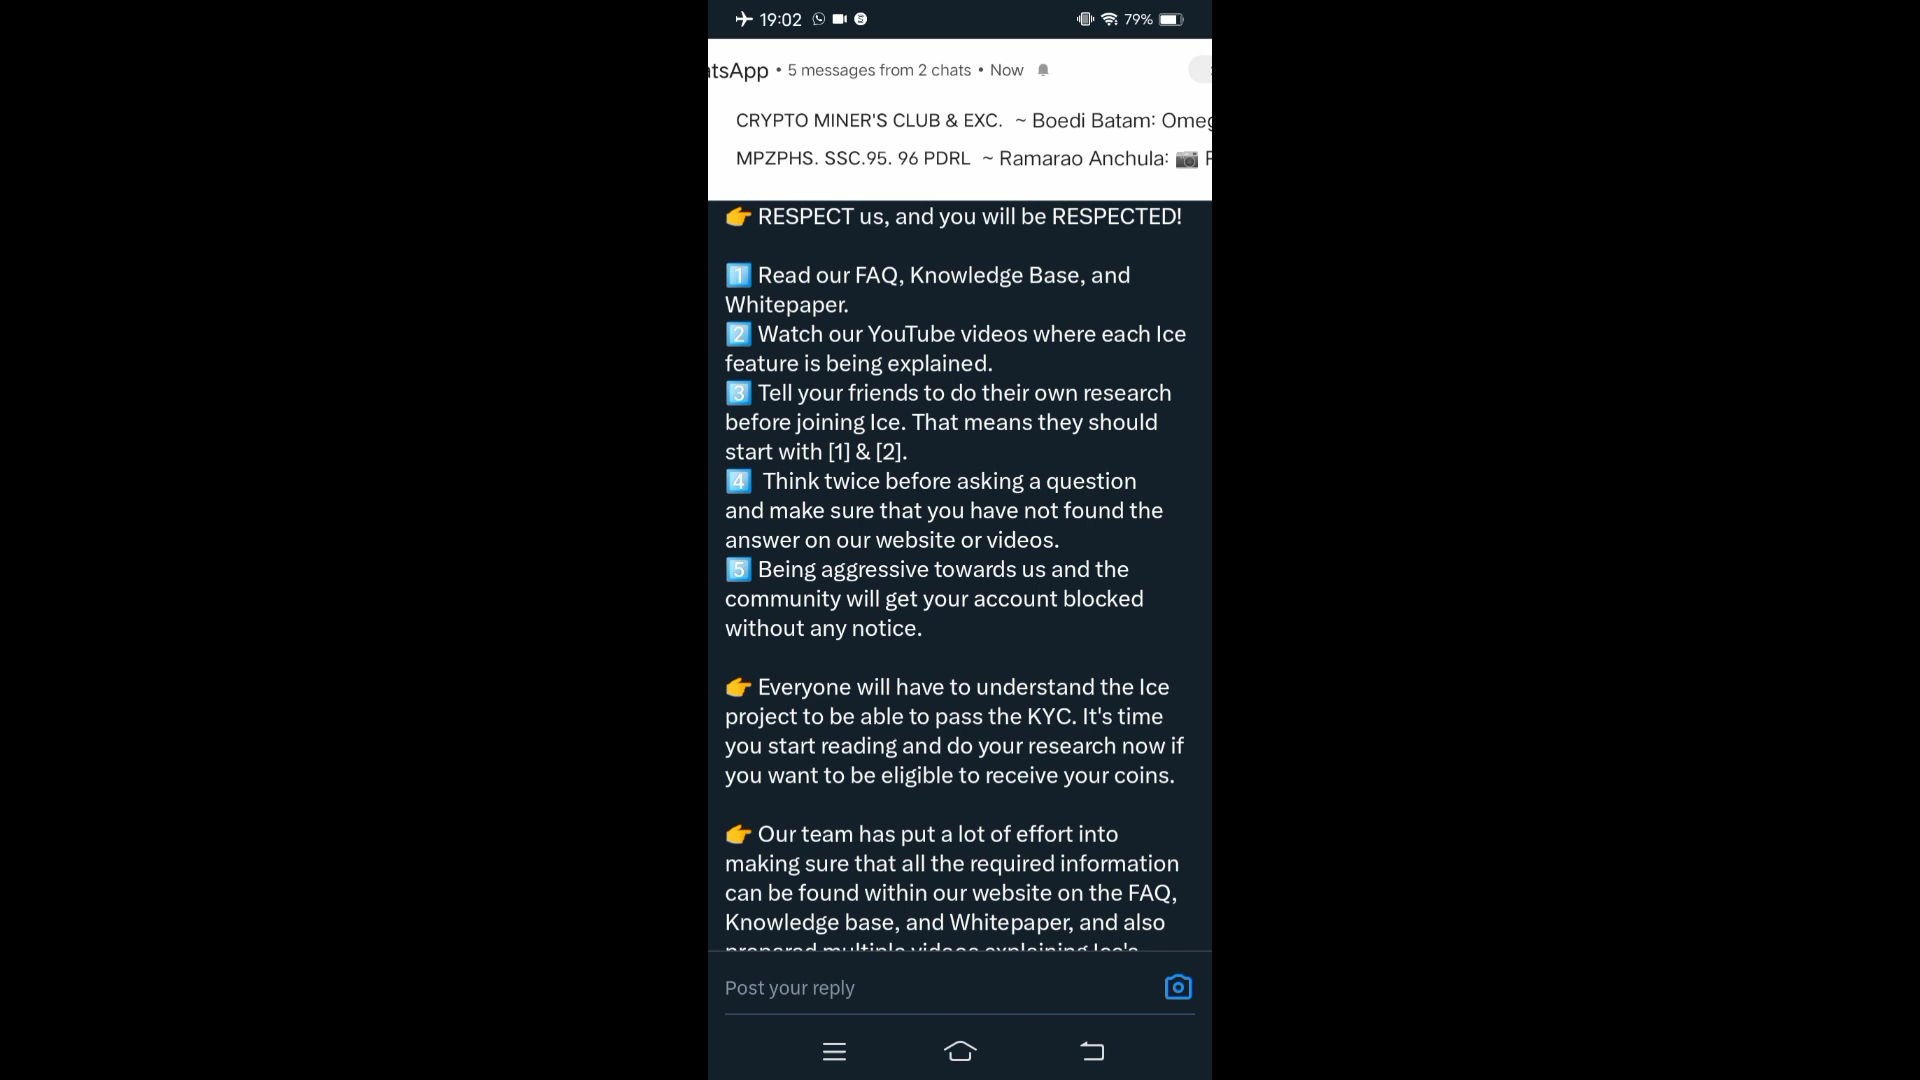 19:02 79%
tsApp • 5 messages from 2 chats • Now
CRYPTO MINER'S CLUB & EXC. ~ Boedi Batam:
MPZPHS. SSC.95. 96 PDRL ~ Ramarao Anchula: 📷
👉 RESPECT us, and you will be RESPECTED!
1️⃣ Read our FAQ, Knowledge Base, and
Whitepaper.
2️⃣ Watch our YouTube videos where each Ice
feature is being explained.
3️⃣ Tell your friends to do their own research
before joining Ice. That means they should
start with [1] & [2].
4️⃣ Think twice before asking a question
and make sure that you have not found the
answer on our website or videos.
5️⃣ Being aggressive towards us and the
community will get your account blocked
without any notice.
👉 Everyone will have to understand the Ice
project to be able to pass the KYC. It's time
you start reading and do your research now if
you want to be eligible to receive your coins.
👉 Our team has put a lot of effort into
making sure that all the required information
can be found within our website on the FAQ,
Knowledge base, and Whitepaper, and also
prepared multiple videos explaining Ice's
Post your reply